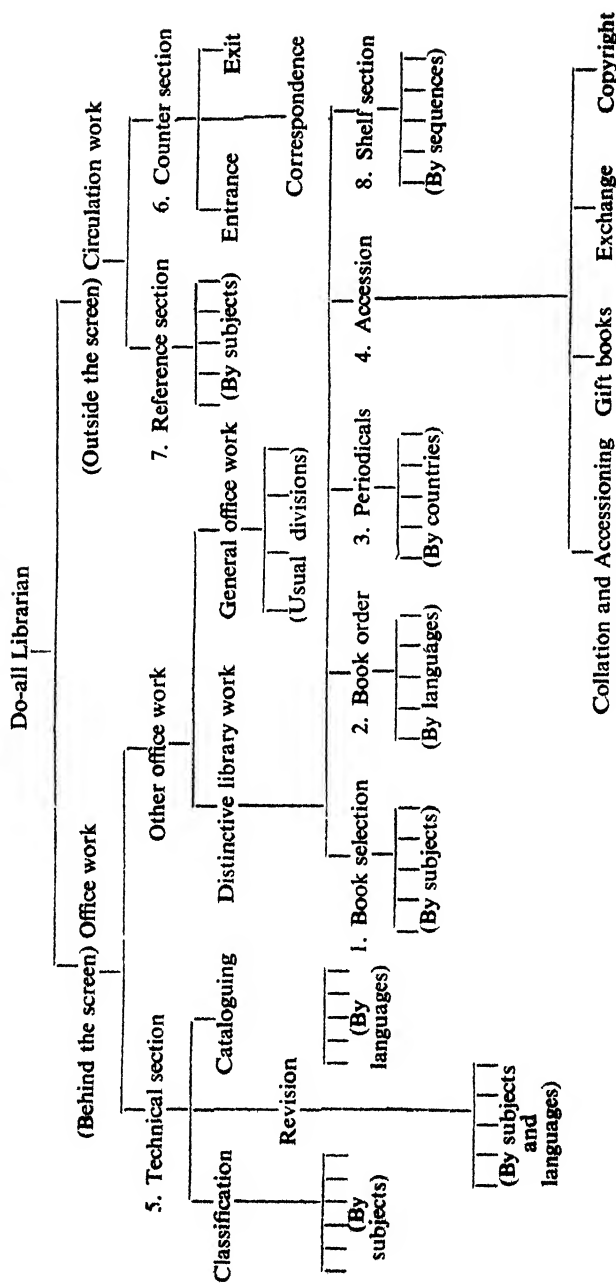 Do-all Librarian
(Behind the screen) Office work
(Outside the screen) Circulation work
5. Technical section
Other office work
7. Reference section
6. Counter section
(By subjects)
Entrance
Exit
Correspondence
Classification
Cataloguing
Revision
Distinctive library work
General office work
(Usual divisions)
(By
subjects)
(By
languages)
(By subjects
and
languages)
1. Book selection
2. Book order
3. Periodicals
4. Accession
8. Shelf section
(By subjects)
(By languages)
(By countries)
(By sequences)
Collation and Accessioning
Gift books
Exchange
Copyright